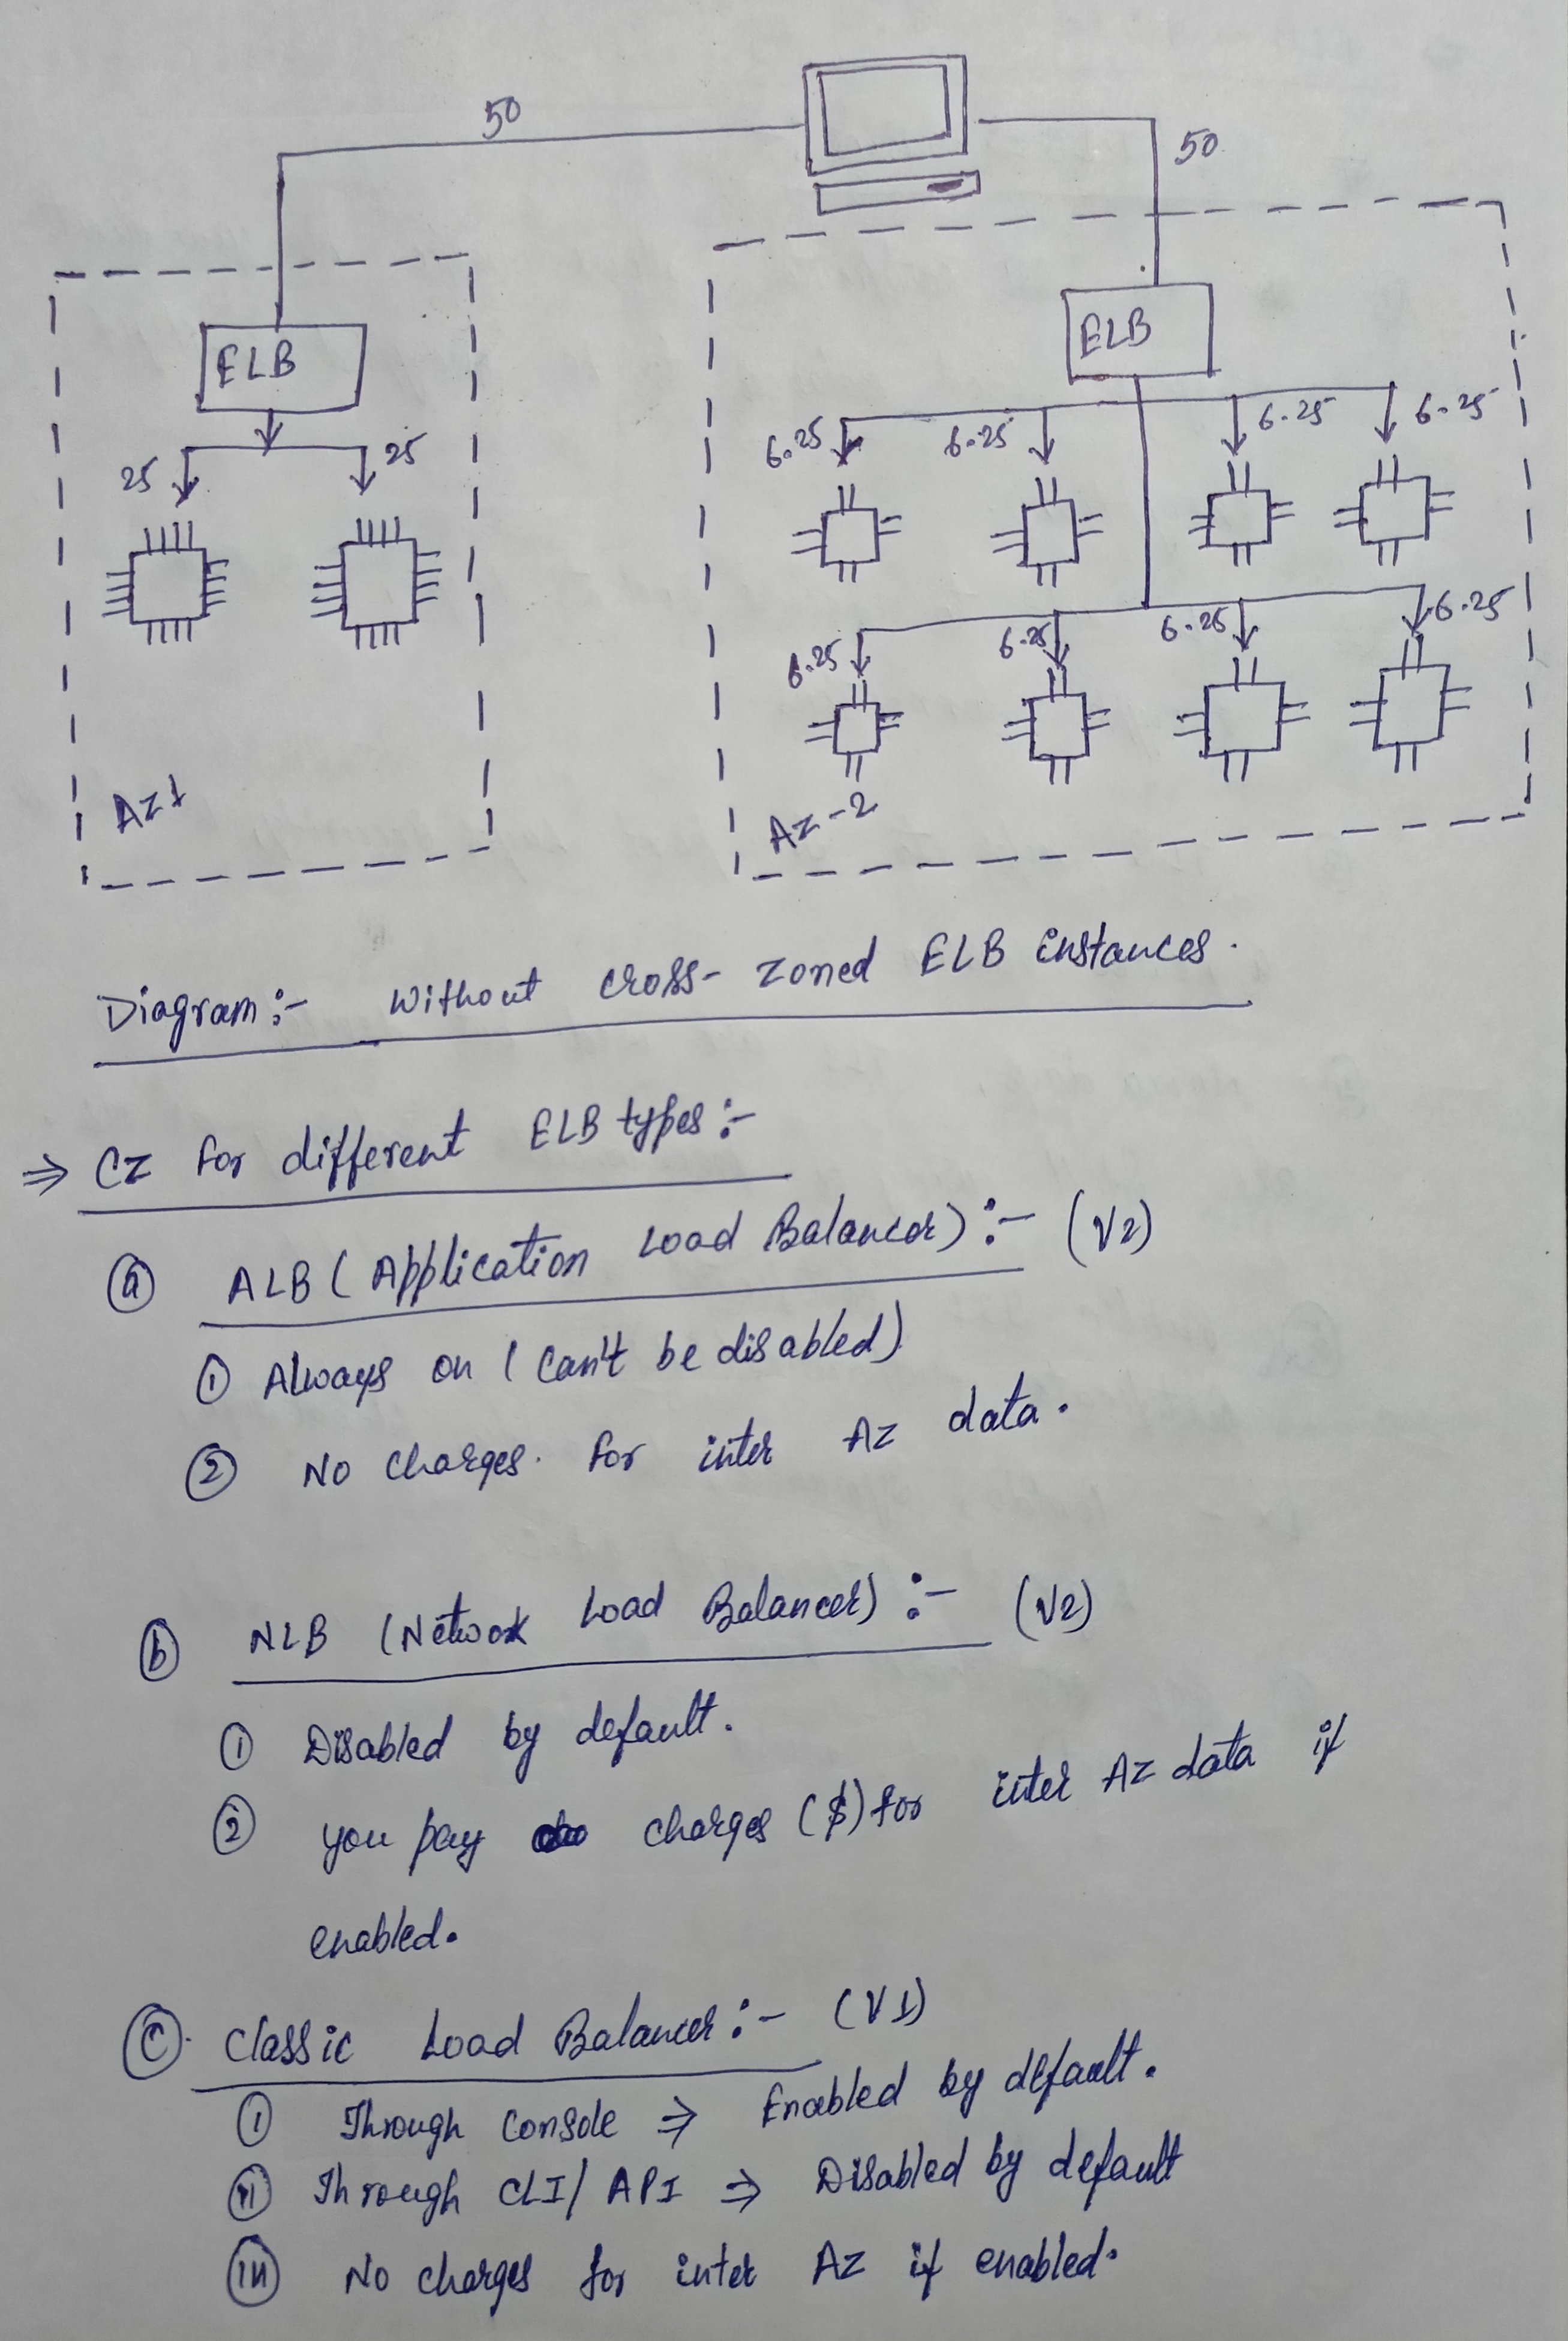 50
50
ELB
ELB
25
25
6.25
6.25
6.25
6.25
6.25
6.25
6.25
6.25
AZ1
AZ-2
Diagram:- Without cross-zoned ELB instances.
⇒ CZ for different ELB types:-
(a) ALB (Application Load Balancer):- (V2)
(1) Always on (Can't be disabled)
(2) No charges. for inter AZ data.
(b) NLB (Network Load Balancer):- (V2)
(1) Disabled by default.
(2) you pay charges ($) for inter AZ data if
enabled.
(C). Classic Load Balancer:- (V1)
(i) Through Console ⇒ Enabled by default.
(ii) Through CLI/API ⇒ Disabled by default
(iii) No charges for inter AZ if enabled.